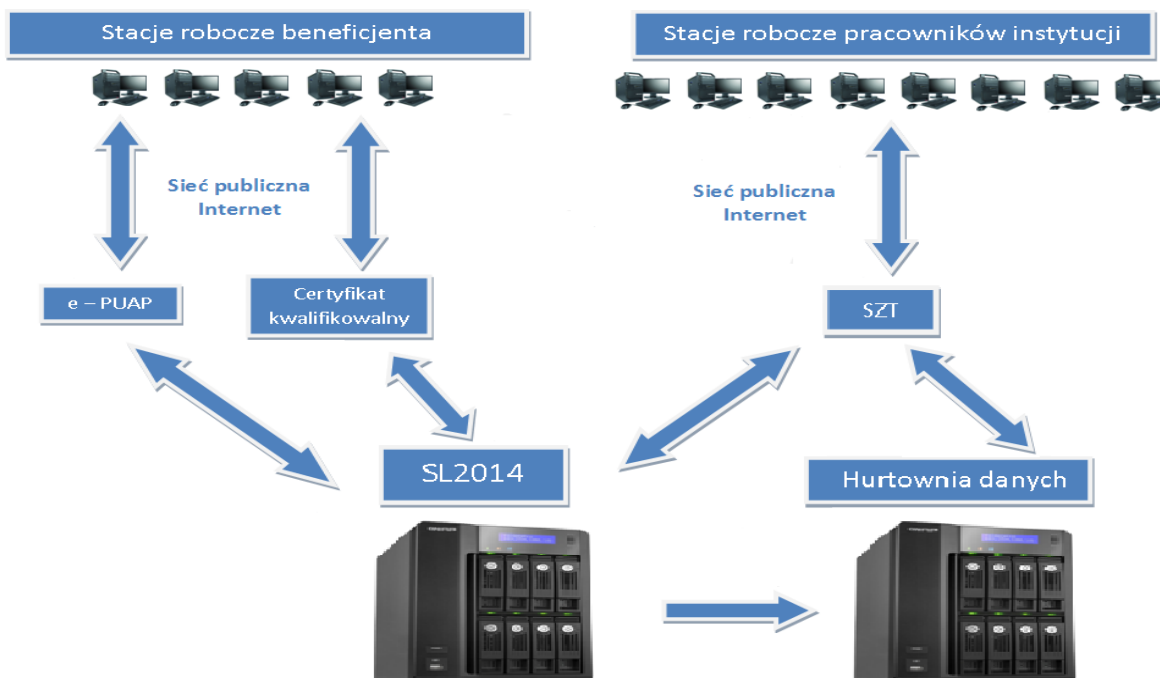 Stacje robocze beneficjenta
Stacje robocze pracowników instytucji
Sieć publiczna
Internet
Sieć publiczna
Internet
e – PUAP
Certyfikat
kwalifikowalny
SZT
SL2014
Hurtownia danych